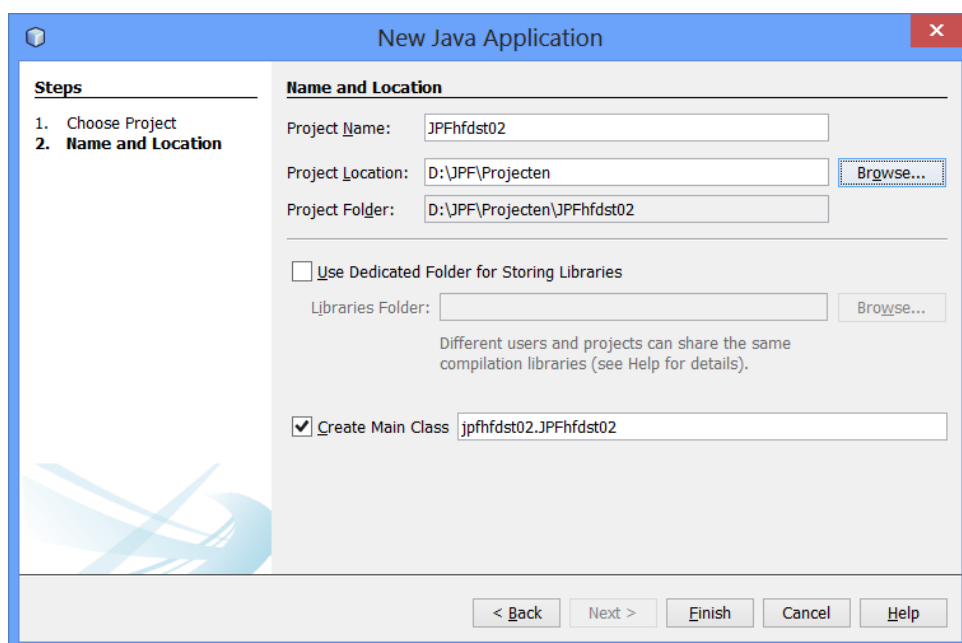 New Java Application
Steps
1. Choose Project
2. Name and Location
Name and Location
Project Name: JPFhfdst02
Project Location: D:\JPF\Projecten Browse...
Project Folder: D:\JPF\Projecten\JPFhfdst02
Use Dedicated Folder for Storing Libraries
Libraries Folder: Browse...
Different users and projects can share the same
compilation libraries (see Help for details).
Create Main Class jpfhfdst02.JPFhfdst02
< Back Next > Finish Cancel Help